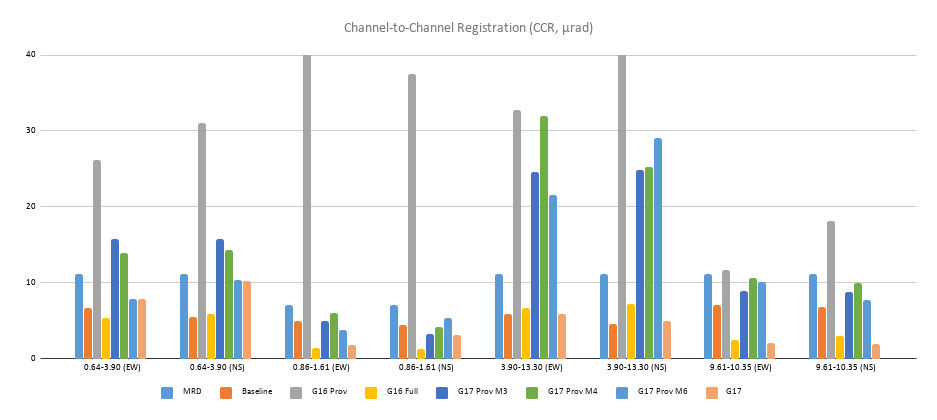 Channel-to-Channel Registration (CCR, μrad)
40
30
20
10
0
0.64-3.90 (EW) 0.64-3.90 (NS) 0.86-1.61 (EW) 0.86-1.61 (NS) 3.90-13.30 (EW) 3.90-13.30 (NS) 9.61-10.35 (EW) 9.61-10.35 (NS)
MRD Baseline G16 Prov G16 Full G17 Prov M3 G17 Prov M4 G17 Prov M6 G17